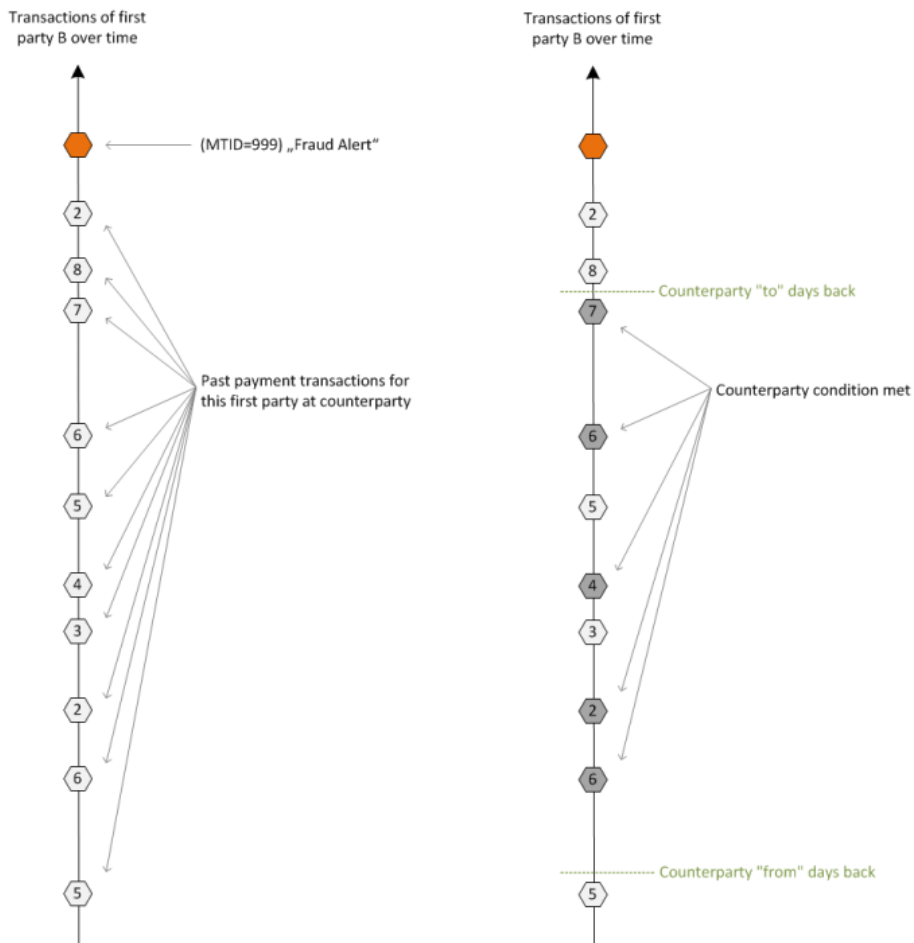 Transactions of first
party B over time
(MTID=999) „Fraud Alert“
2
8
7
Past payment transactions for
this first party at counterparty
6
5
4
3
2
6
5
Transactions of first
party B over time
2
8
Counterparty "to" days back
7
Counterparty condition met
6
5
4
3
2
6
Counterparty "from" days back
5